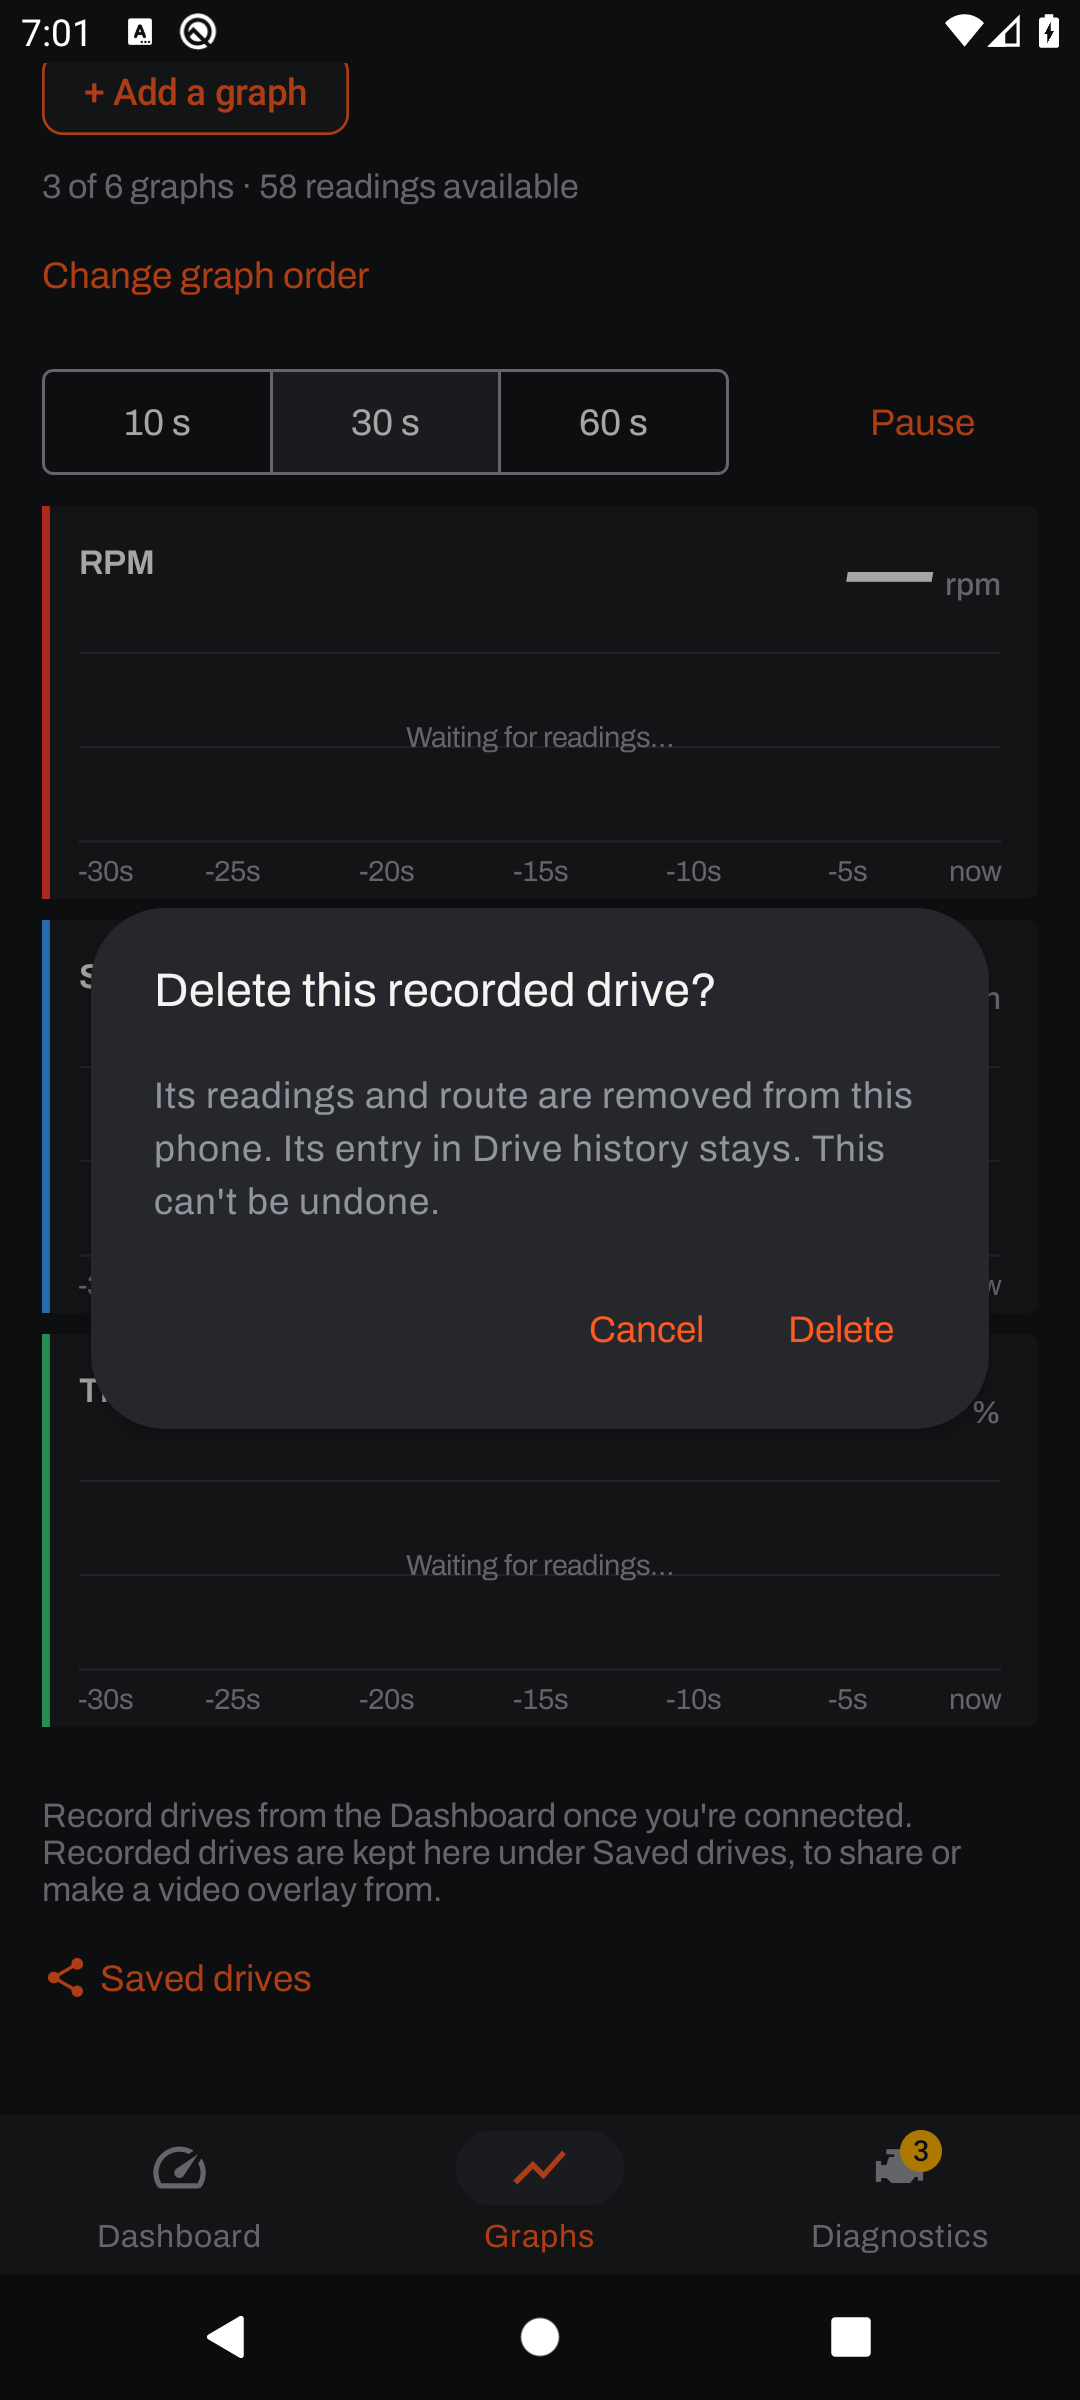 7:01
+ Add a graph
3 of 6 graphs · 58 readings available
Change graph order
10 s 30 s 60 s Pause
RPM
rpm
Waiting for readings...
-30s -25s -20s -15s -10s -5s now
Delete this recorded drive?
Its readings and route are removed from this
phone. Its entry in Drive history stays. This
can't be undone.
Cancel Delete
%
Waiting for readings...
-30s -25s -20s -15s -10s -5s now
Record drives from the Dashboard once you're connected.
Recorded drives are kept here under Saved drives, to share or
make a video overlay from.
Saved drives
3
Dashboard Graphs Diagnostics